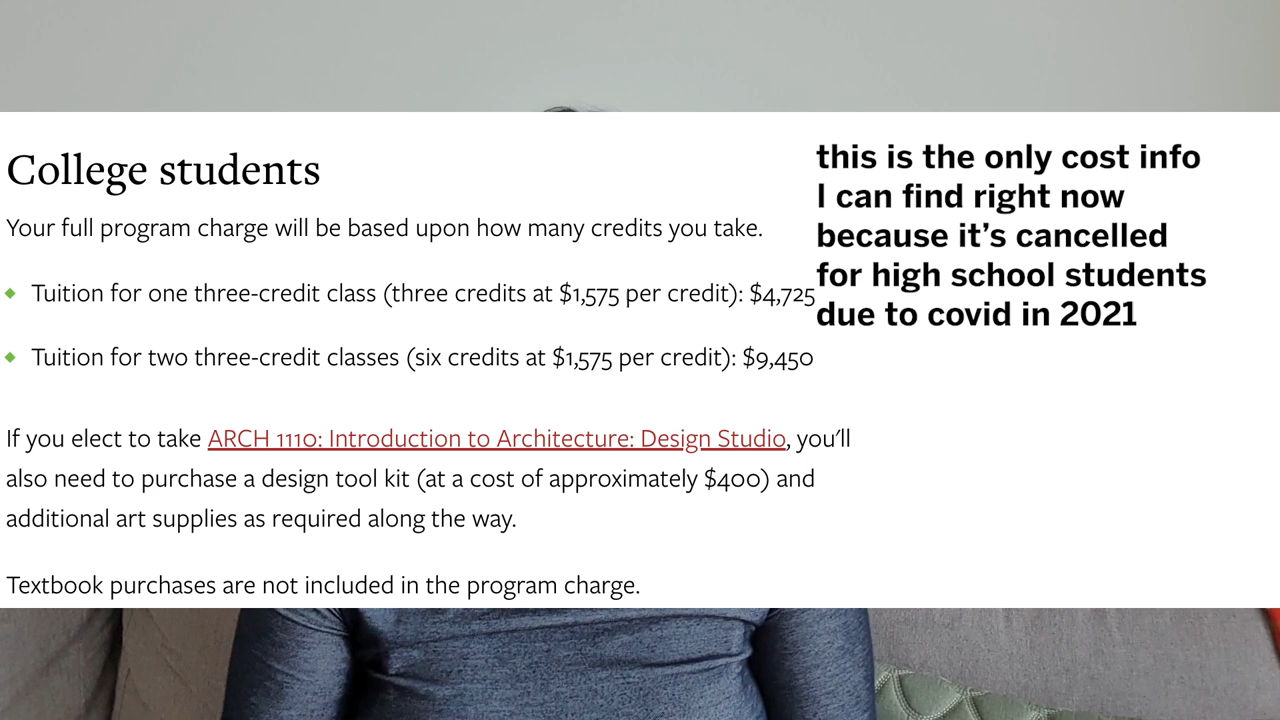 College students
Your full program charge will be based upon how many credits you take.
Tuition for one three-credit class (three credits at $1,575 per credit): $4,725
Tuition for two three-credit classes (six credits at $1,575 per credit): $9,450
If you elect to take ARCH 1110: Introduction to Architecture: Design Studio, you'll
also need to purchase a design tool kit (at a cost of approximately $400) and
additional art supplies as required along the way.
Textbook purchases are not included in the program charge.
this is the only cost info
I can find right now
because it's cancelled
for high school students
due to covid in 2021